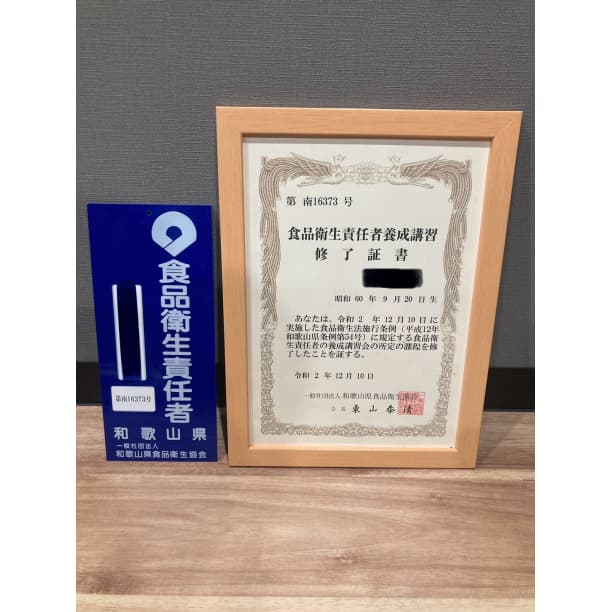 食品衛生責任者
第南16373号
和歌山県
一般社団法人
和歌山県食品衛生協会
第 南16373 号
食品衛生責任者養成講習
修了証書
昭和 60 年 9 月 20 日 生
あなたは、令和 2 年 12 月 10 日に
実施した食品衛生法施行条例(平成12年
和歌山県条例第54号)に規定する食品衛
生責任者の養成講習会の所定の課程を修
了したことを証する。
令和 2 年 12 月 10 日
一般社団法人 和歌山県食品衛生協会
会長 東山 泰清